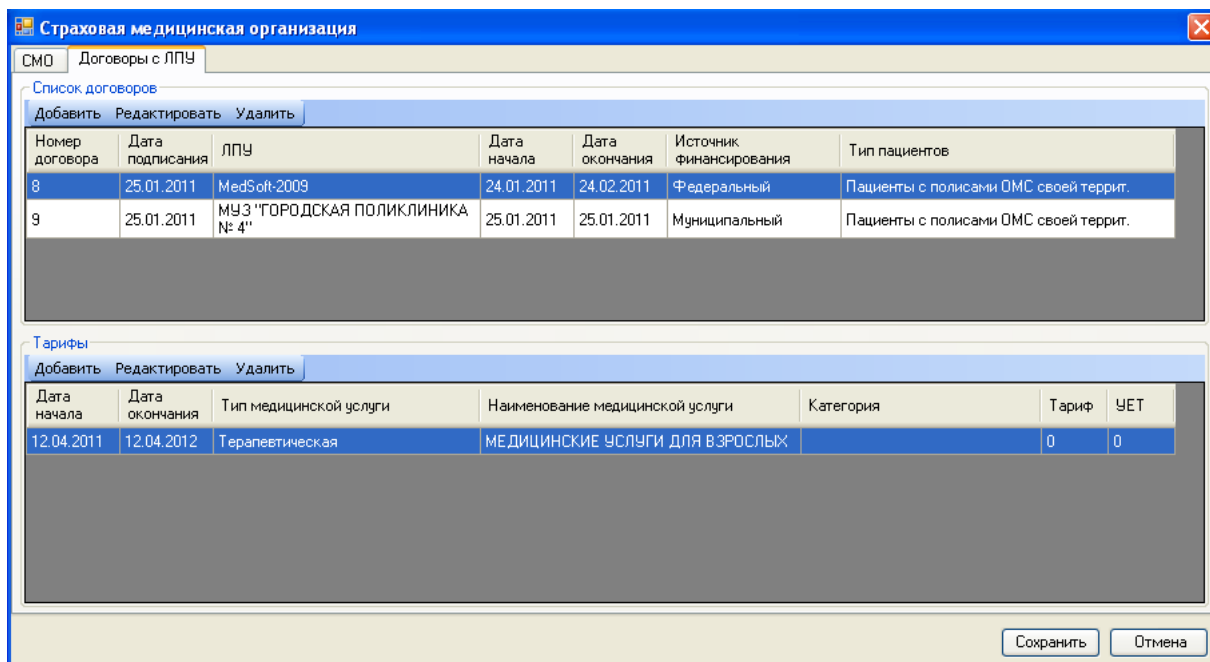 Страховая медицинская организация
СМО Договоры с ЛПУ
Список договоров
Добавить Редактировать Удалить
Номер договора Дата подписания ЛПУ Дата начала Дата окончания Источник финансирования Тип пациентов
8 25.01.2011 MedSoft-2009 24.01.2011 24.02.2011 Федеральный Пациенты с полисами ОМС своей террит.
9 25.01.2011 МУЗ "ГОРОДСКАЯ ПОЛИКЛИНИКА № 4" 25.01.2011 25.01.2011 Муниципальный Пациенты с полисами ОМС своей террит.
Тарифы
Добавить Редактировать Удалить
Дата начала Дата окончания Тип медицинской услуги Наименование медицинской услуги Категория Тариф УЕТ
12.04.2011 12.04.2012 Терапевтическая МЕДИЦИНСКИЕ УСЛУГИ ДЛЯ ВЗРОСЛЫХ 0 0
Сохранить Отмена